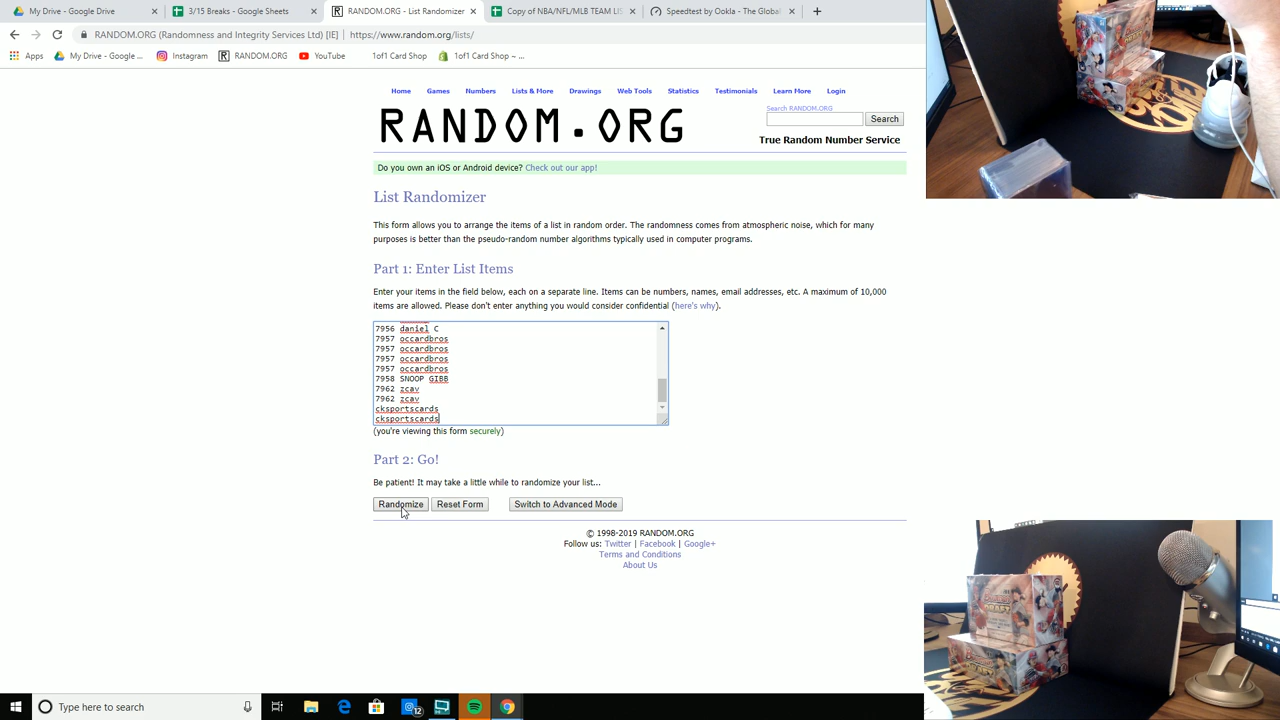 My Drive - Google Drive
3/15 Breaks - Google Sheets
RANDOM.ORG - List Randomizer
Copy of NBA/NFL/MLB TEAM LIS
Speedtest by Ookla - The Global
RANDOM.ORG (Randomness and Integrity Services Ltd) [IE] | https://www.random.org/lists/
Apps
My Drive - Google ...
Instagram
RANDOM.ORG
YouTube
1of1 Card Shop
1of1 Card Shop ~ ...
Home Games Numbers Lists & More Drawings Web Tools Statistics Testimonials Learn More Login
RANDOM.ORG
Search RANDOM.ORG
Search
True Random Number Service
Do you own an iOS or Android device? Check out our app!
List Randomizer
This form allows you to arrange the items of a list in random order. The randomness comes from atmospheric noise, which for many
purposes is better than the pseudo-random number algorithms typically used in computer programs.
Part 1: Enter List Items
Enter your items in the field below, each on a separate line. Items can be numbers, names, email addresses, etc. A maximum of 10,000
items are allowed. Please don't enter anything you would consider confidential (here's why).
7956 daniel C
7957 occardbros
7957 occardbros
7957 occardbros
7957 occardbros
7958 SNOOP GIBB
7962 zcav
7962 zcav
cksportscards
cksportscards
(you're viewing this form securely)
Part 2: Go!
Be patient! It may take a little while to randomize your list...
Randomize Reset Form Switch to Advanced Mode
© 1998-2019 RANDOM.ORG
Follow us: Twitter | Facebook | Google+
Terms and Conditions
About Us
Type here to search
12